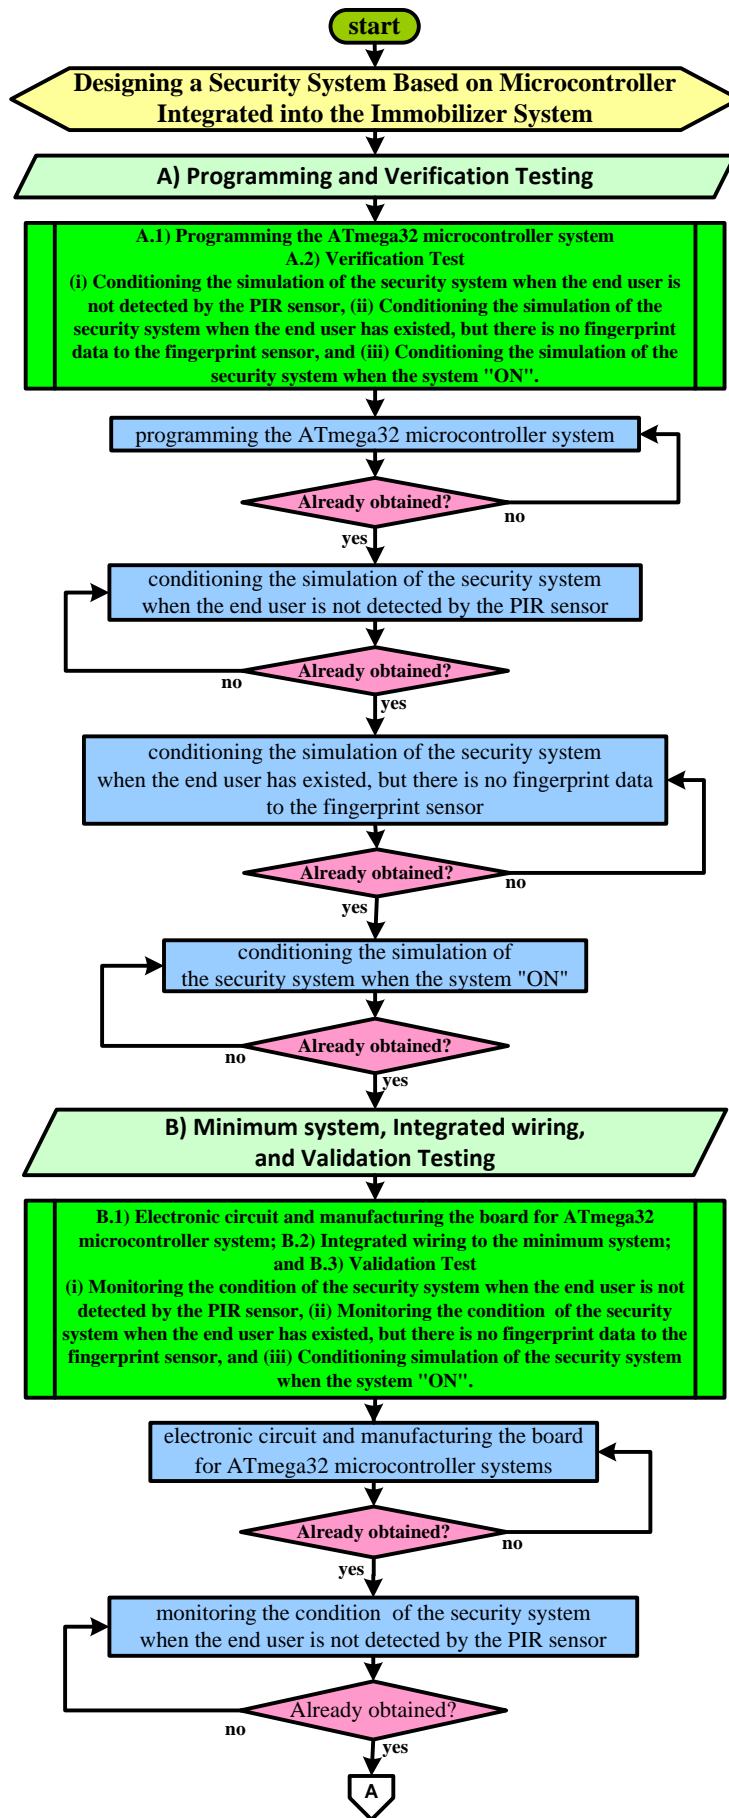 start
Designing a Security System Based on Microcontroller
Integrated into the Immobilizer System
A) Programming and Verification Testing
A.1) Programming the ATmega32 microcontroller system
A.2) Verification Test
(i) Conditioning the simulation of the security system when the end user is
not detected by the PIR sensor, (ii) Conditioning the simulation of the
security system when the end user has existed, but there is no fingerprint
data to the fingerprint sensor, and (iii) Conditioning the simulation of the
security system when the system "ON".
programming the ATmega32 microcontroller system
Already obtained?
no
yes
conditioning the simulation of the security system
when the end user is not detected by the PIR sensor
Already obtained?
no
yes
conditioning the simulation of the security system
when the end user has existed, but there is no fingerprint data
to the fingerprint sensor
Already obtained?
no
yes
conditioning the simulation of
the security system when the system "ON"
Already obtained?
no
yes
B) Minimum system, Integrated wiring,
and Validation Testing
B.1) Electronic circuit and manufacturing the board for ATmega32
microcontroller system; B.2) Integrated wiring to the minimum system;
and B.3) Validation Test
(i) Monitoring the condition of the security system when the end user is not
detected by the PIR sensor, (ii) Monitoring the condition of the security
system when the end user has existed, but there is no fingerprint data to the
fingerprint sensor, and (iii) Conditioning simulation of the security system
when the system "ON".
electronic circuit and manufacturing the board
for ATmega32 microcontroller systems
Already obtained?
no
yes
monitoring the condition of the security system
when the end user is not detected by the PIR sensor
Already obtained?
no
yes
A